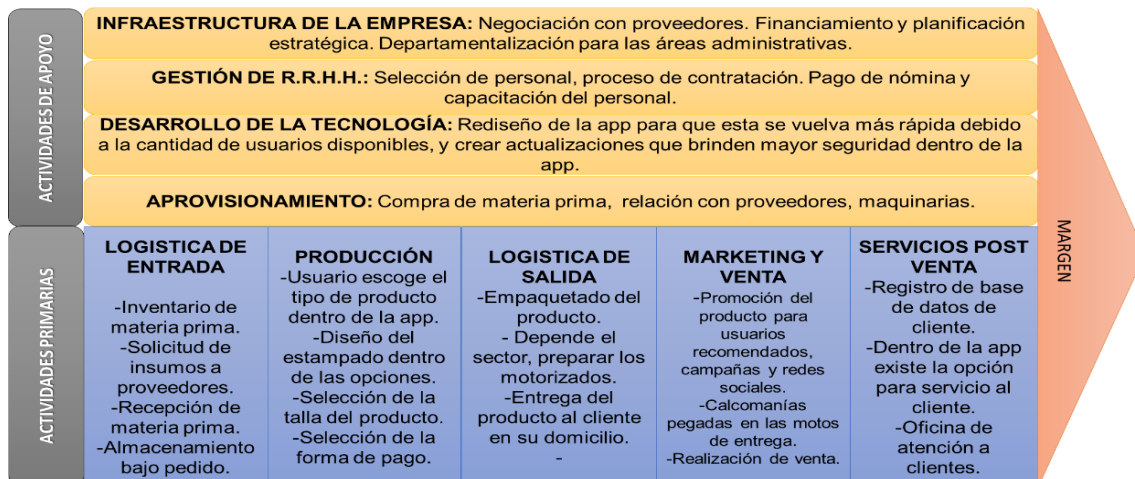 ACTIVIDADES DE APOYO
INFRAESTRUCTURA DE LA EMPRESA: Negociación con proveedores. Financiamiento y planificación
estratégica. Departamentalización para las áreas administrativas.
GESTIÓN DE R.R.H.H.: Selección de personal, proceso de contratación. Pago de nómina y
capacitación del personal.
DESARROLLO DE LA TECNOLOGÍA: Rediseño de la app para que esta se vuelva más rápida debido
a la cantidad de usuarios disponibles, y crear actualizaciones que brinden mayor seguridad dentro de la
app.
APROVISIONAMIENTO: Compra de materia prima, relación con proveedores, maquinarias.
ACTIVIDADES PRIMARIAS
LOGISTICA DE
ENTRADA
-Inventario de
materia prima.
-Solicitud de
insumos a
proveedores.
-Recepción de
materia prima.
-Almacenamiento
bajo pedido.
PRODUCCIÓN
-Usuario escoge el
tipo de producto
dentro de la app.
-Diseño del
estampado dentro
de las opciones.
-Selección de la
talla del producto.
-Selección de la
forma de pago.
LOGISTICA DE
SALIDA
-Empaquetado del
producto.
- Depende el
sector, preparar los
motorizados.
-Entrega del
producto al cliente
en su domicilio.
-
MARKETING Y
VENTA
-Promoción del
producto para
usuarios
recomendados,
campañas y redes
sociales.
-Calcomanías
pegadas en las motos
de entrega.
-Realización de venta.
SERVICIOS POST
VENTA
-Registro de base
de datos de
cliente.
-Dentro de la app
existe la opción
para servicio al
cliente.
-Oficina de
atención a
clientes.
MARGEN